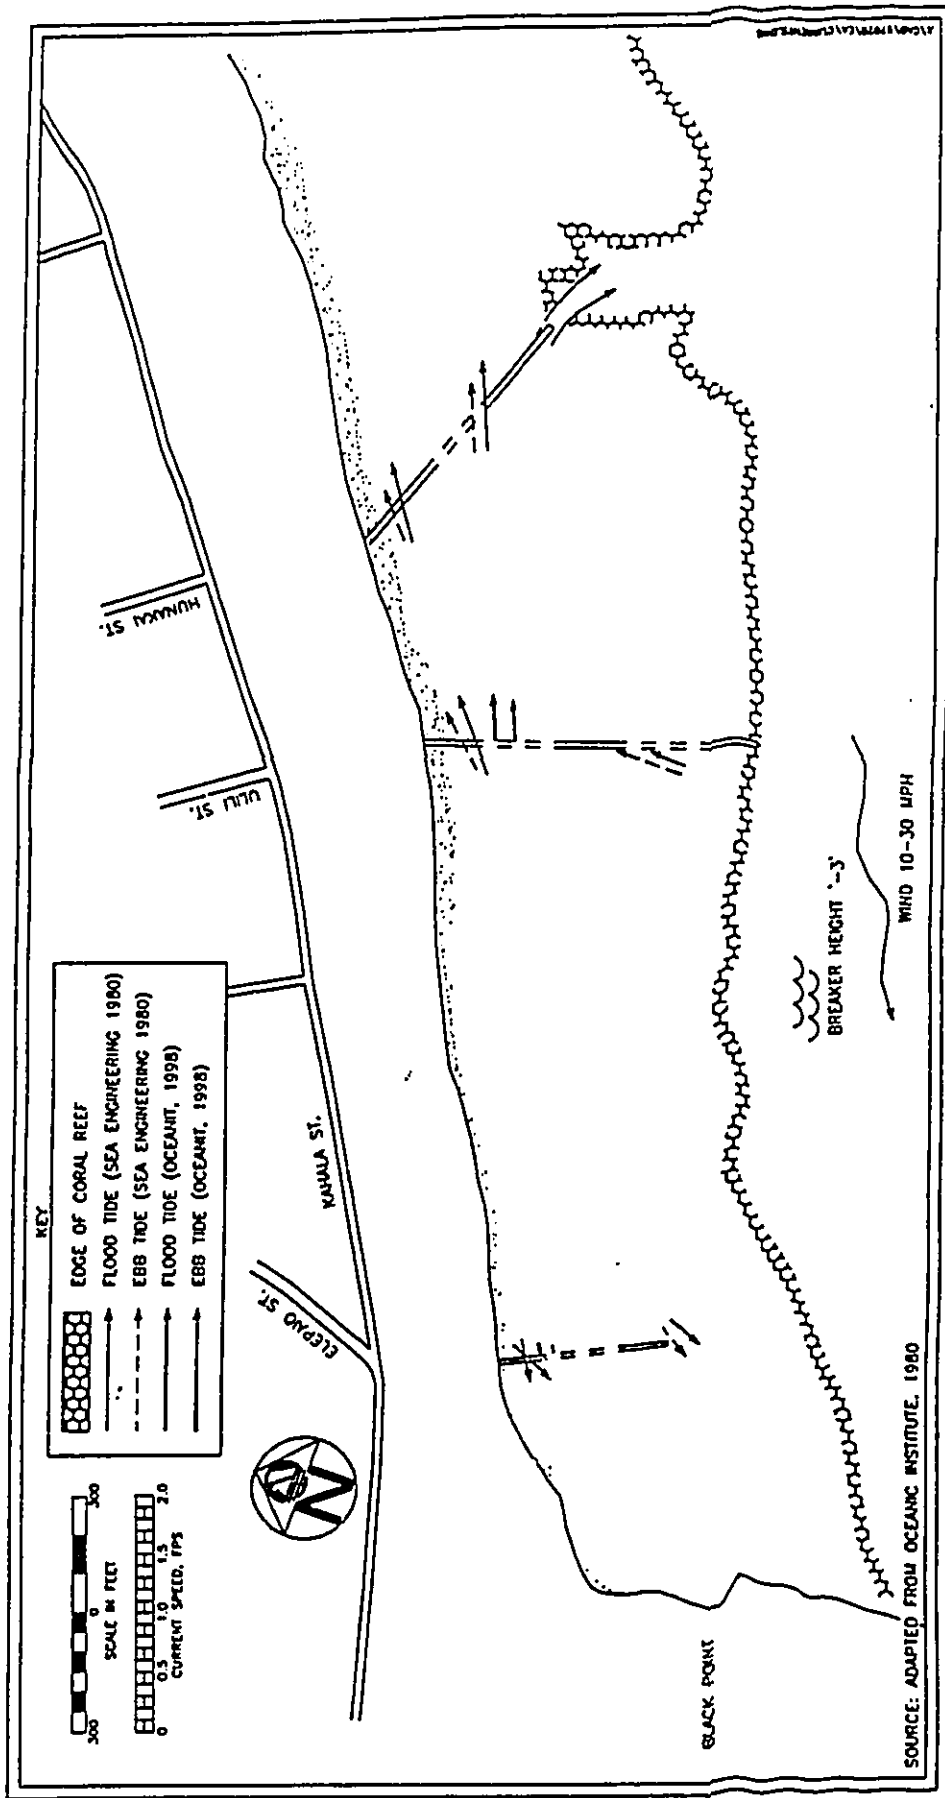 KEY
EDGE OF CORAL REEF
FLOOD TIDE (SEA ENGINEERING 1980)
EBB TIDE (SEA ENGINEERING 1980)
FLOOD TIDE (OCEANIT, 1998)
EBB TIDE (OCEANIT, 1998)
300 0 300
SCALE IN FEET
0 0.5 1.0 1.5 2.0
CURRENT SPEED, FPS
N
ELEPAIO ST.
KAHALA ST.
ULILI ST.
HUNAKAI ST.
BLACK POINT
BREAKER HEIGHT '-3'
WIND 10-30 MPH
SOURCE: ADAPTED FROM OCEANIC INSTITUTE, 1980